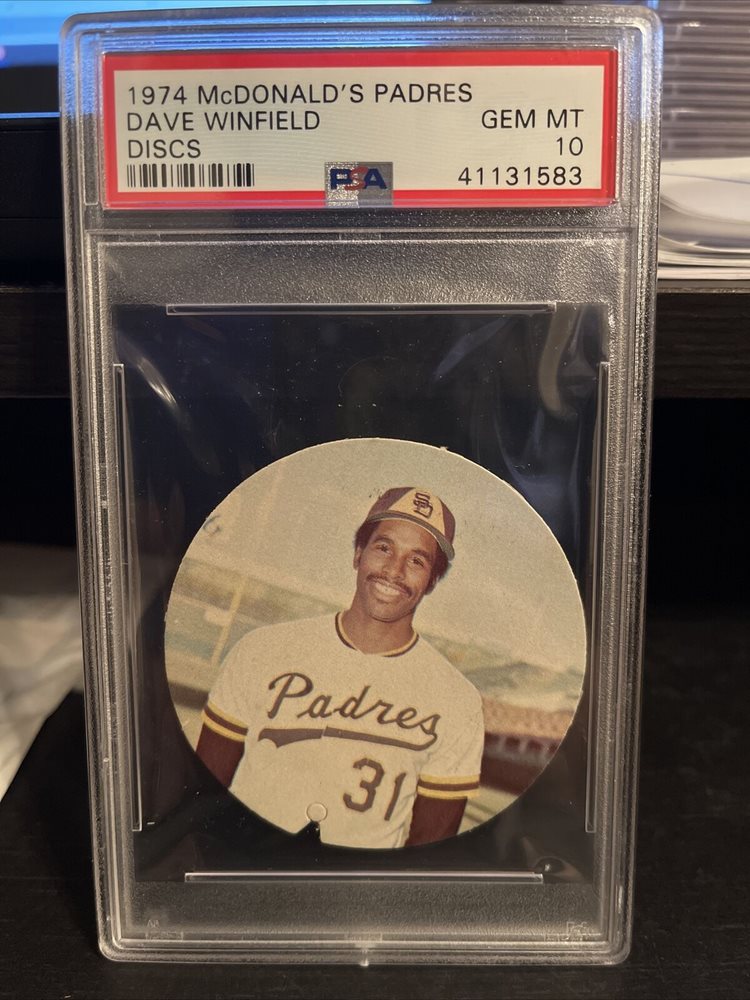 1974 McDONALD'S PADRES
DAVE WINFIELD GEM MT
DISCS 10
PSA 41131583
SD
Padres
31